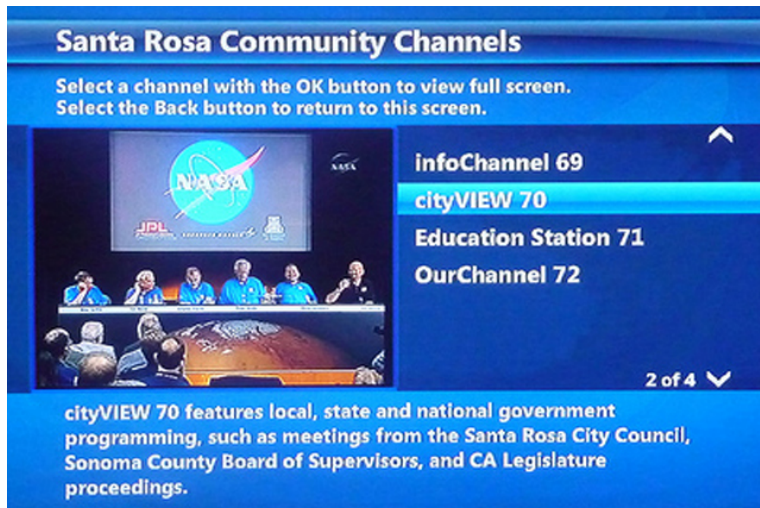 Santa Rosa Community Channels
Select a channel with the OK button to view full screen.
Select the Back button to return to this screen.
NASA
NASA
JPL
infoChannel 69
cityVIEW 70
Education Station 71
OurChannel 72
2 of 4
cityVIEW 70 features local, state and national government
programming, such as meetings from the Santa Rosa City Council,
Sonoma County Board of Supervisors, and CA Legislature
proceedings.